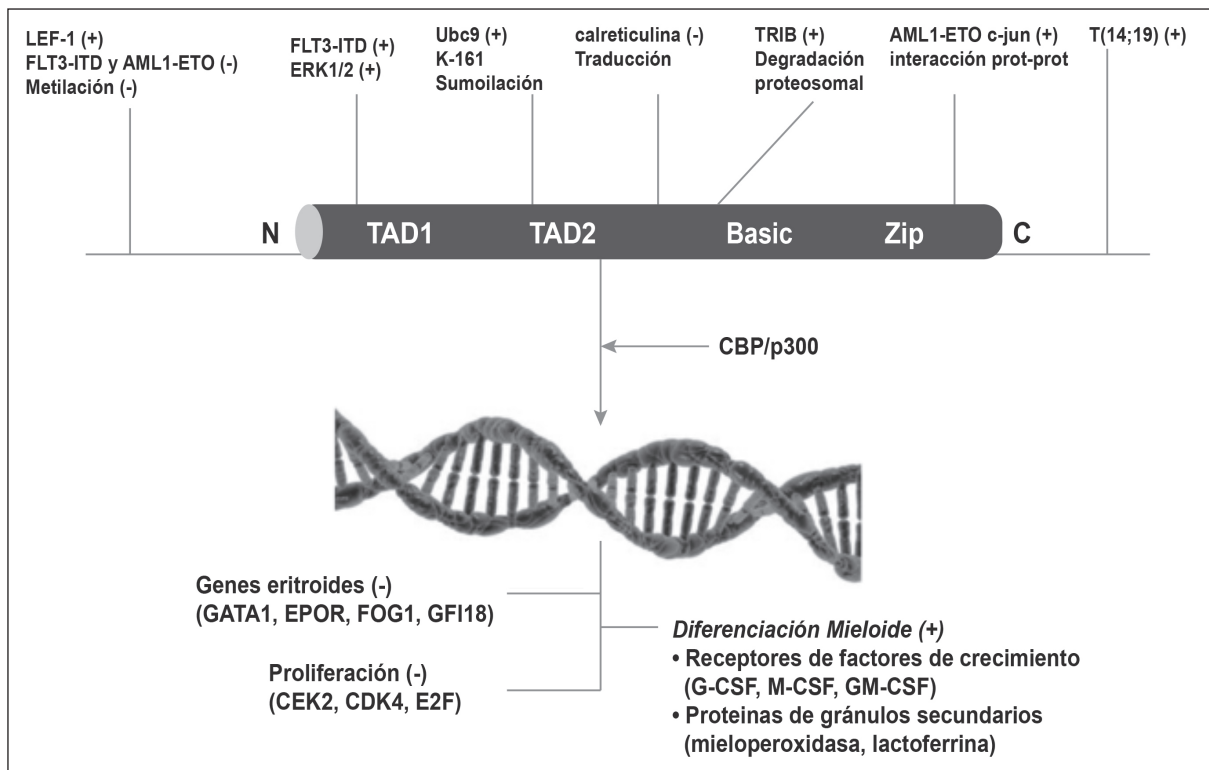 LEF-1 (+)
FLT3-ITD y AML1-ETO (-)
Metilación (-)
FLT3-ITD (+)
ERK1/2 (+)
Ubc9 (+)
K-161
Sumoilación
calreticulina (-)
Traducción
TRIB (+)
Degradación
proteosomal
AML1-ETO c-jun (+)
interacción prot-prot
T(14;19) (+)
N TAD1 TAD2 Basic Zip C
CBP/p300
Genes eritroides (-)
(GATA1, EPOR, FOG1, GFI18)
Proliferación (-)
(CEK2, CDK4, E2F)
Diferenciación Mieloide (+)
• Receptores de factores de crecimiento
(G-CSF, M-CSF, GM-CSF)
• Proteinas de gránulos secundarios
(mieloperoxidasa, lactoferrina)